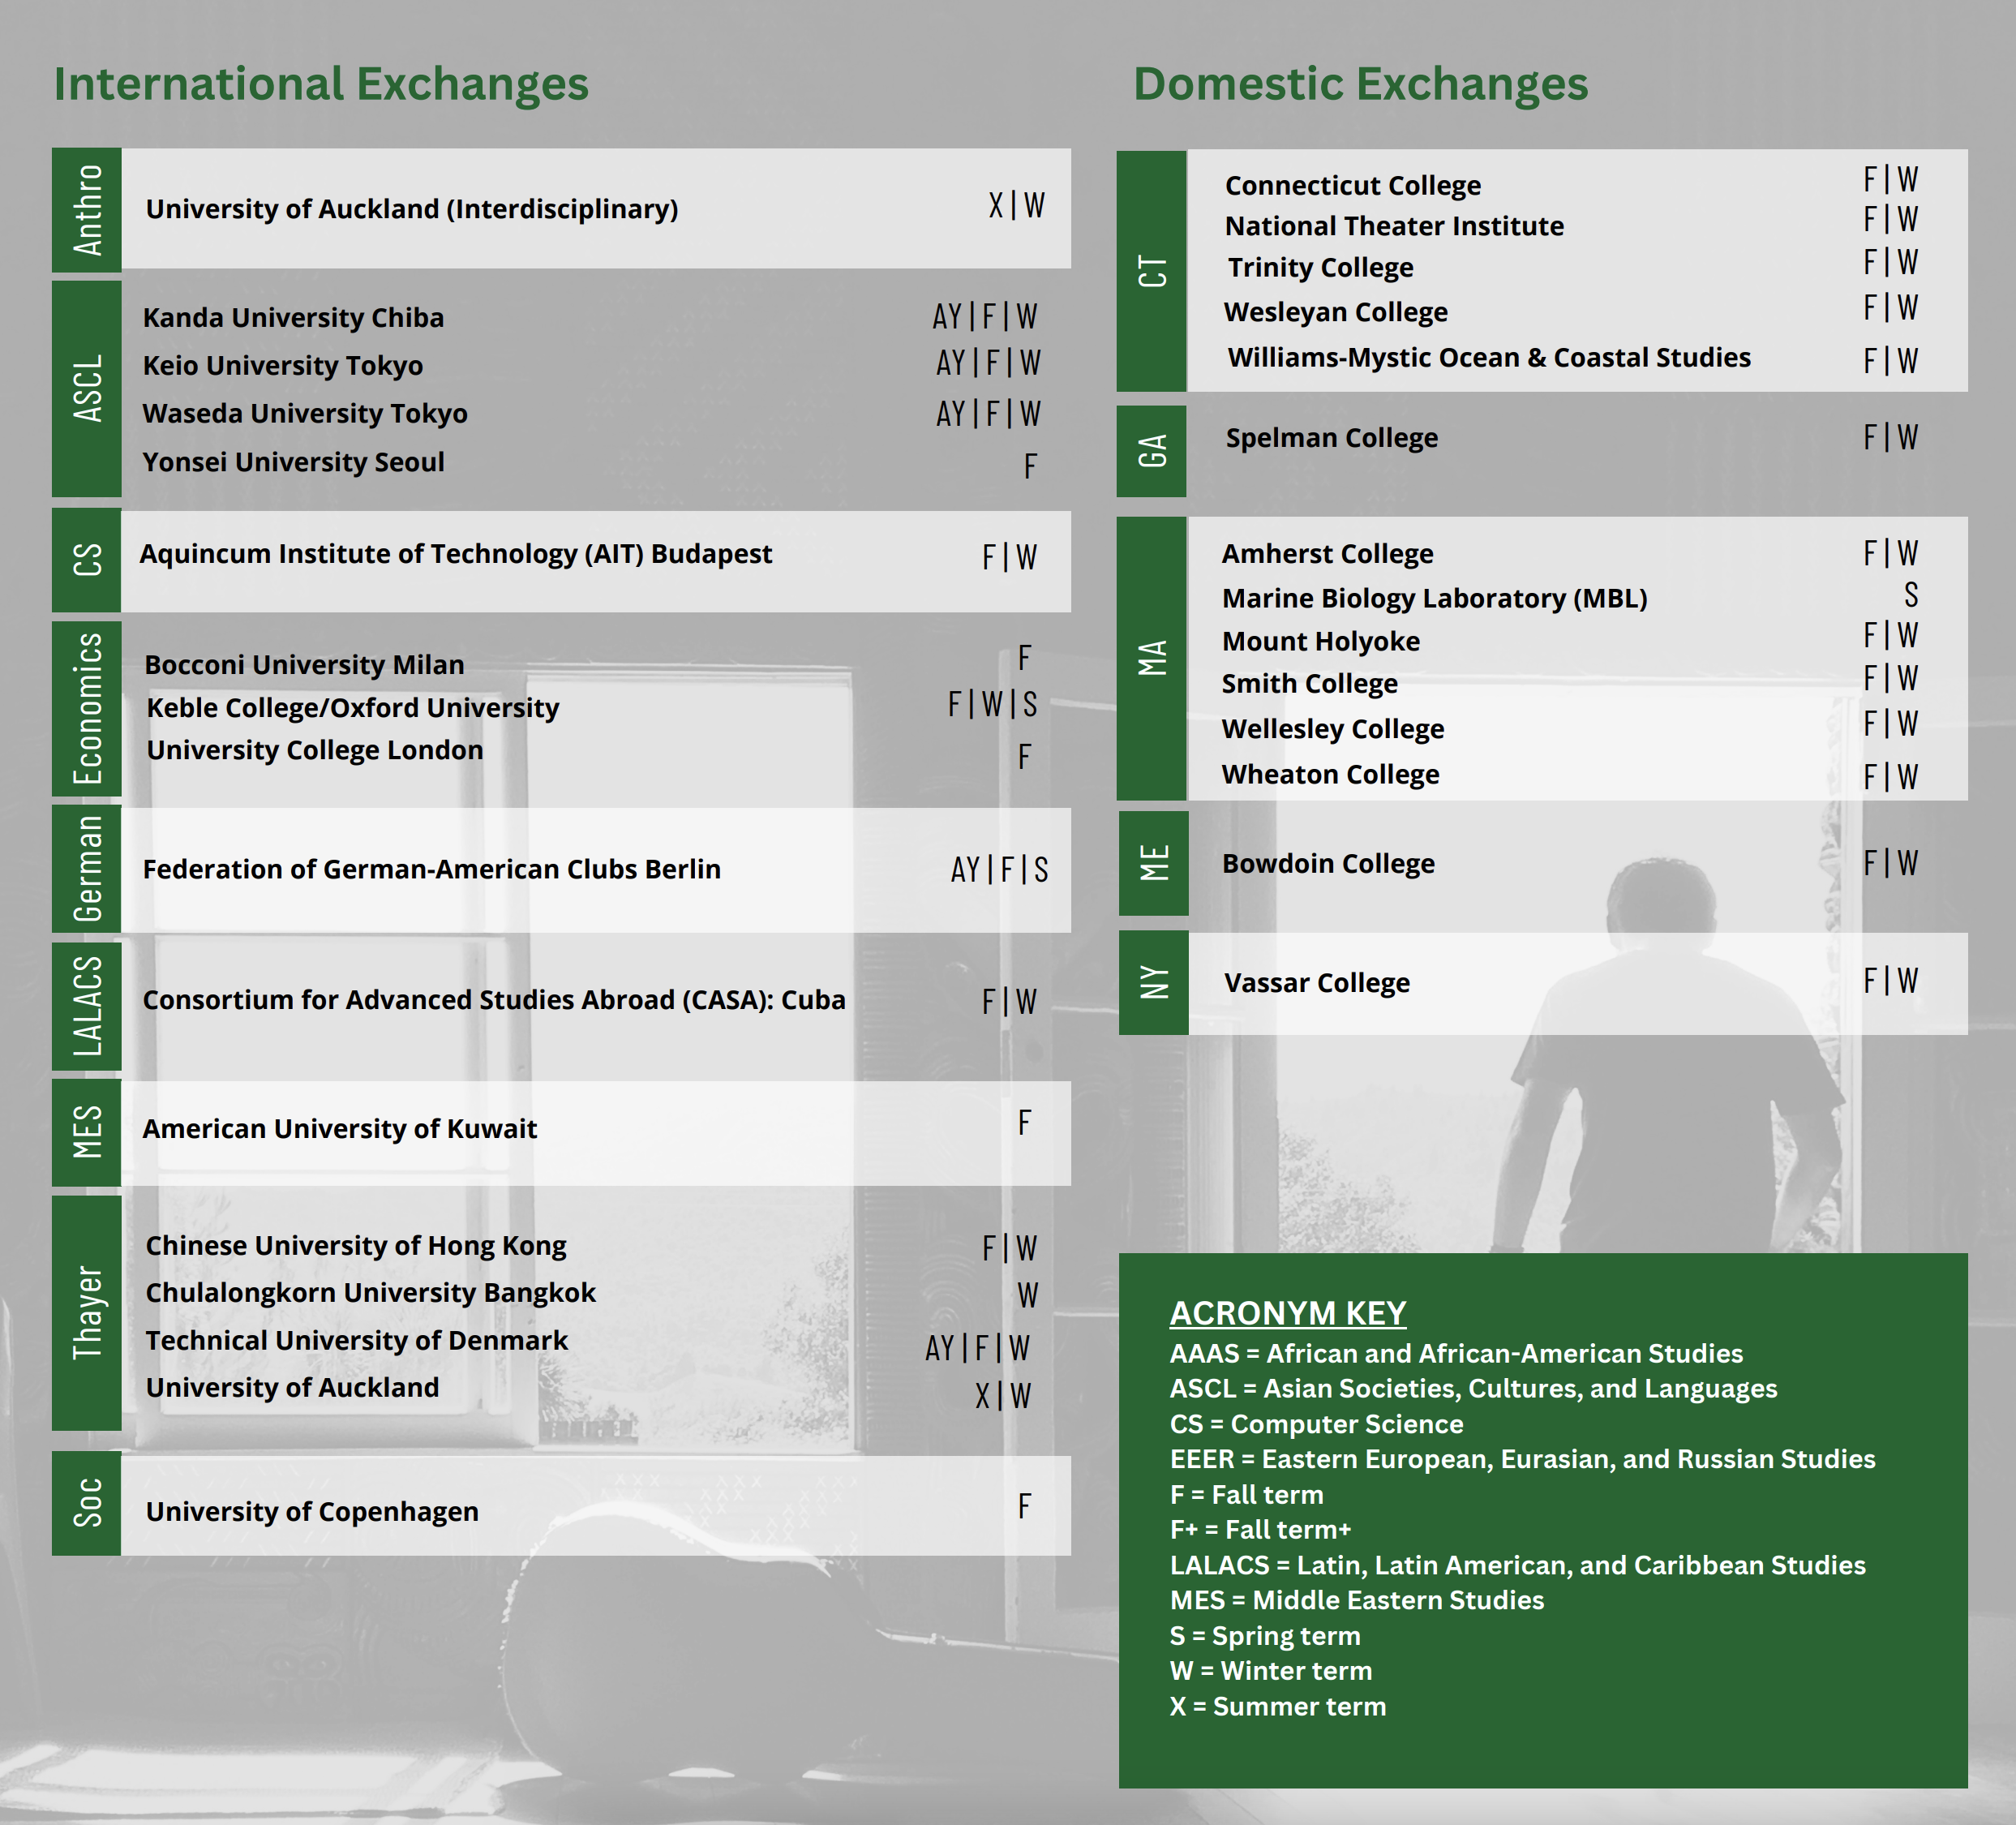 International Exchanges
Anthro
University of Auckland (Interdisciplinary) X|W
ASCL
Kanda University Chiba AY|F|W
Keio University Tokyo AY|F|W
Waseda University Tokyo AY|F|W
Yonsei University Seoul F
CS
Aquincum Institute of Technology (AIT) Budapest F|W
Economics
Bocconi University Milan F
Keble College/Oxford University F|W|S
University College London F
German
Federation of German-American Clubs Berlin AY|F|S
LALACS
Consortium for Advanced Studies Abroad (CASA): Cuba F|W
MES
American University of Kuwait F
Thayer
Chinese University of Hong Kong F|W
Chulalongkorn University Bangkok W
Technical University of Denmark AY|F|W
University of Auckland X|W
Soc
University of Copenhagen F
Domestic Exchanges
CT
Connecticut College F|W
National Theater Institute F|W
Trinity College F|W
Wesleyan College F|W
Williams-Mystic Ocean & Coastal Studies F|W
GA
Spelman College F|W
MA
Amherst College F|W
Marine Biology Laboratory (MBL) S
Mount Holyoke F|W
Smith College F|W
Wellesley College F|W
Wheaton College F|W
ME
Bowdoin College F|W
NY
Vassar College F|W
ACRONYM KEY
AAAS = African and African-American Studies
ASCL = Asian Societies, Cultures, and Languages
CS = Computer Science
EEER = Eastern European, Eurasian, and Russian Studies
F = Fall term
F+ = Fall term+
LALACS = Latin, Latin American, and Caribbean Studies
MES = Middle Eastern Studies
S = Spring term
W = Winter term
X = Summer term